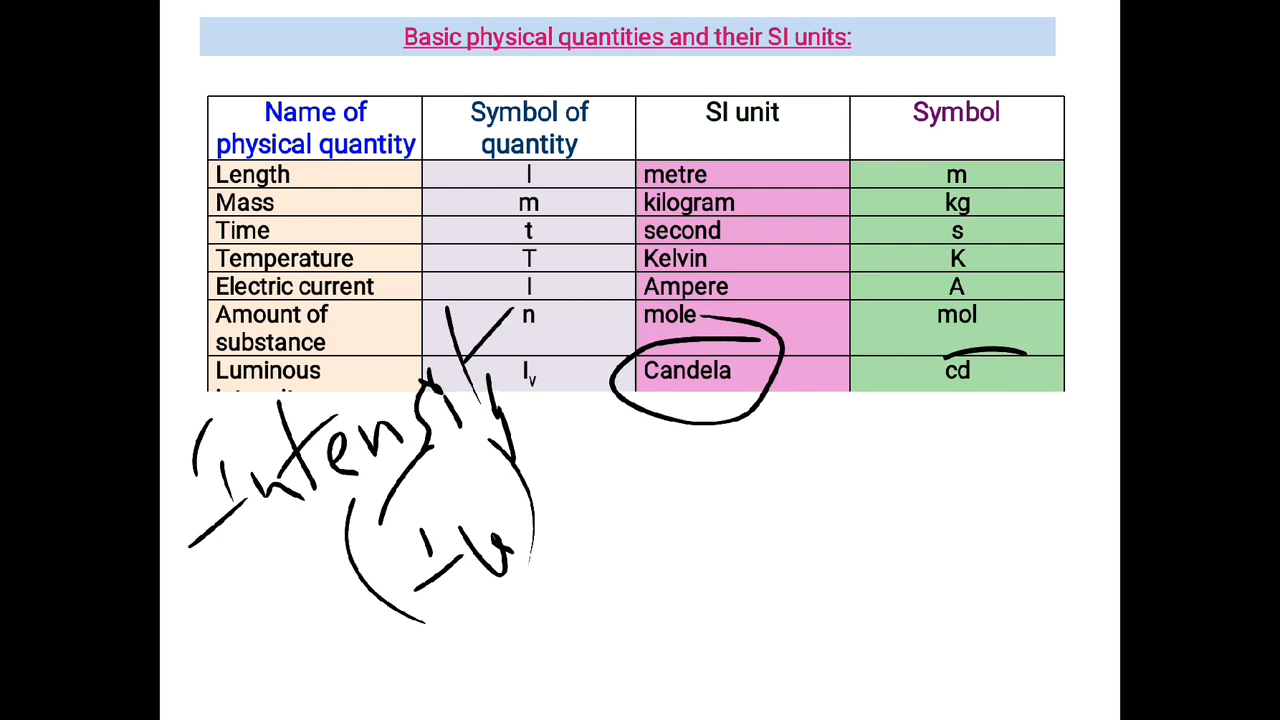 Basic physical quantities and their SI units:
Name of physical quantity Symbol of quantity SI unit Symbol
Length l metre m
Mass m kilogram kg
Time t second s
Temperature T Kelvin K
Electric current I Ampere A
Amount of substance n mole mol
Luminous Iv Candela cd
Intensity
(Iv)